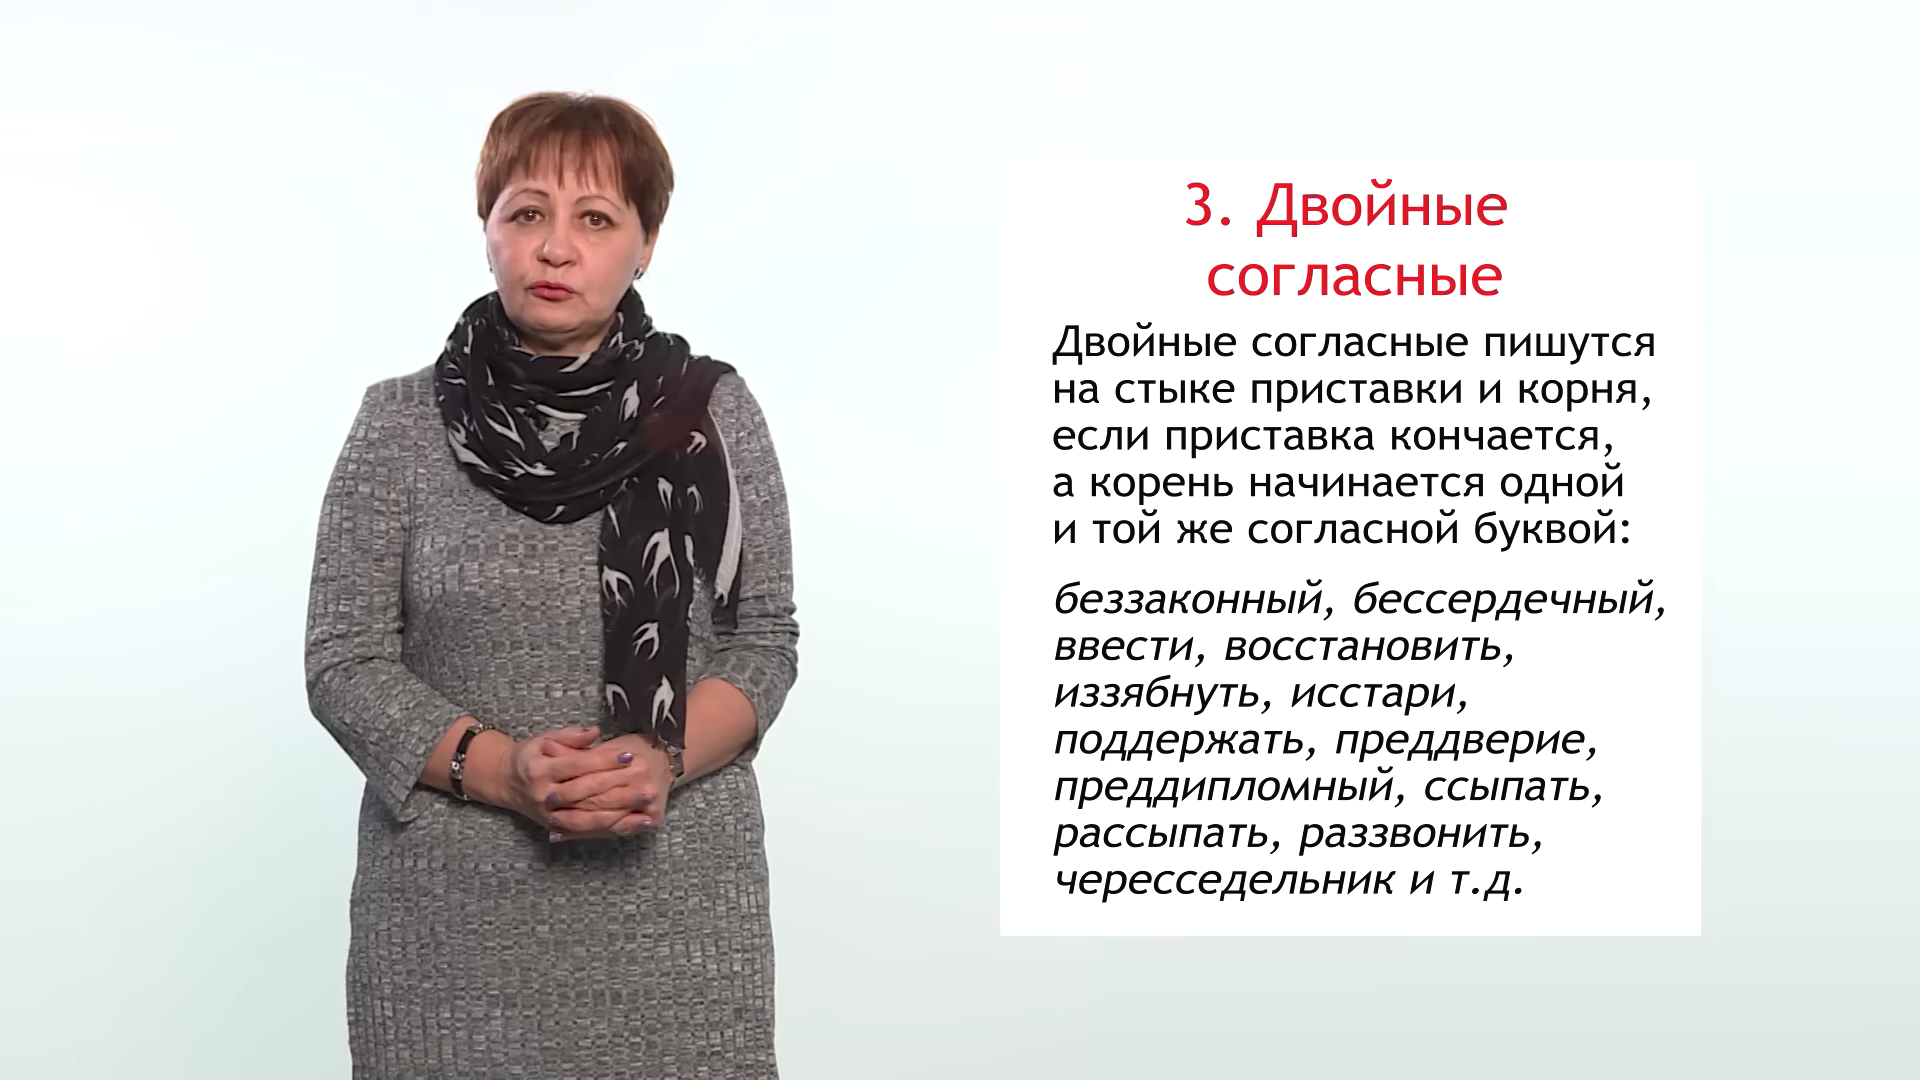 3. Двойные
согласные
Двойные согласные пишутся
на стыке приставки и корня,
если приставка кончается,
а корень начинается одной
и той же согласной буквой:
беззаконный, бессердечный,
ввести, восстановить,
иззябнуть, исстари,
поддержать, преддверие,
преддипломный, ссыпать,
рассыпать, раззвонить,
чересседельник и т.д.